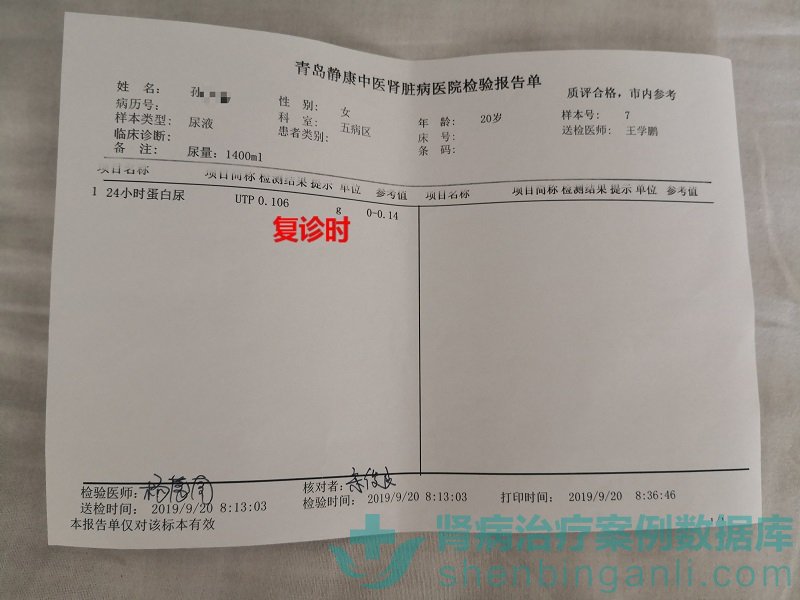 青岛静康中医肾脏病医院检验报告单
质评合格，市内参考
姓 名： 孙 性 别： 女 年 龄： 20岁 样本号： 7
病历号： 科 室： 五病区 床 号： 送检医师： 王学鹏
样本类型： 尿液 患者类别： 条 码：
临床诊断：
备 注： 尿量：1400ml
项目名称 项目简称 检测结果 提示 单位 参考值 项目名称 项目简称 检测结果 提示 单位 参考值
1 24小时蛋白尿 UTP 0.106 g 0-0.14
复诊时
检验医师： 核对者：
送检时间： 2019/9/20 8:13:03 检验时间： 2019/9/20 8:13:03 打印时间： 2019/9/20 8:36:46
本报告单仅对该标本有效
肾病治疗案例数据库
shenbinganli.com